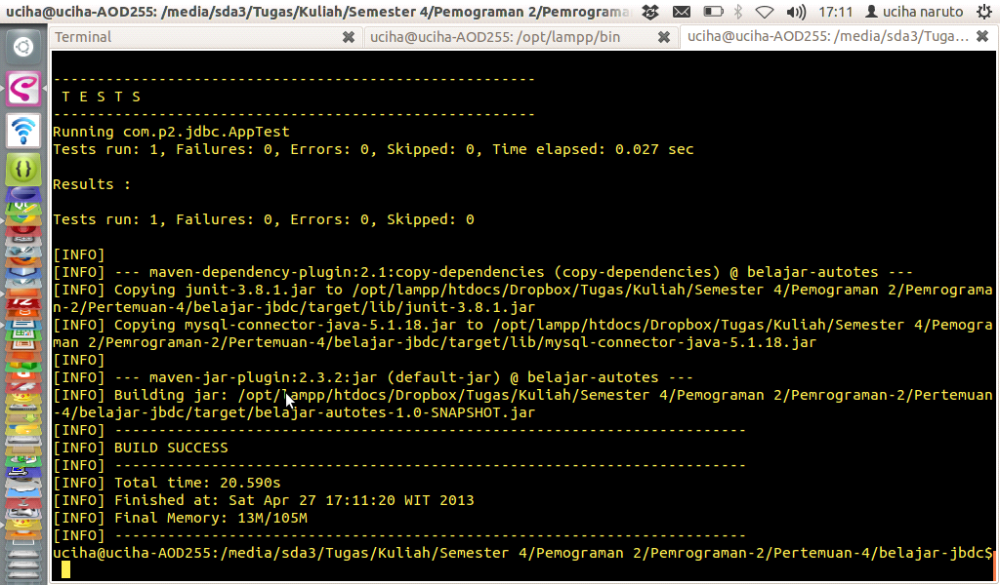 uciha@uciha-AOD255: /media/sda3/Tugas/Kuliah/Semester 4/Pemograman 2/Pemrograma
17:11
uciha naruto
Terminal
uciha@uciha-AOD255: /opt/lampp/bin
uciha@uciha-AOD255: /media/sda3/Tuga...
-------------------------------------------------------
T E S T S
-------------------------------------------------------
Running com.p2.jdbc.AppTest
Tests run: 1, Failures: 0, Errors: 0, Skipped: 0, Time elapsed: 0.027 sec
Results :
Tests run: 1, Failures: 0, Errors: 0, Skipped: 0
[INFO]
[INFO] --- maven-dependency-plugin:2.1:copy-dependencies (copy-dependencies) @ belajar-autotes ---
[INFO] Copying junit-3.8.1.jar to /opt/lampp/htdocs/Dropbox/Tugas/Kuliah/Semester 4/Pemograman 2/Pemrograma
n-2/Pertemuan-4/belajar-jbdc/target/lib/junit-3.8.1.jar
[INFO] Copying mysql-connector-java-5.1.18.jar to /opt/lampp/htdocs/Dropbox/Tugas/Kuliah/Semester 4/Pemogra
man 2/Pemrograman-2/Pertemuan-4/belajar-jbdc/target/lib/mysql-connector-java-5.1.18.jar
[INFO]
[INFO] --- maven-jar-plugin:2.3.2:jar (default-jar) @ belajar-autotes ---
[INFO] Building jar: /opt/lampp/htdocs/Dropbox/Tugas/Kuliah/Semester 4/Pemograman 2/Pemrograman-2/Pertemuan
-4/belajar-jbdc/target/belajar-autotes-1.0-SNAPSHOT.jar
[INFO] ------------------------------------------------------------------------
[INFO] BUILD SUCCESS
[INFO] ------------------------------------------------------------------------
[INFO] Total time: 20.590s
[INFO] Finished at: Sat Apr 27 17:11:20 WIT 2013
[INFO] Final Memory: 13M/105M
[INFO] ------------------------------------------------------------------------
uciha@uciha-AOD255:/media/sda3/Tugas/Kuliah/Semester 4/Pemograman 2/Pemrograman-2/Pertemuan-4/belajar-jbdc$